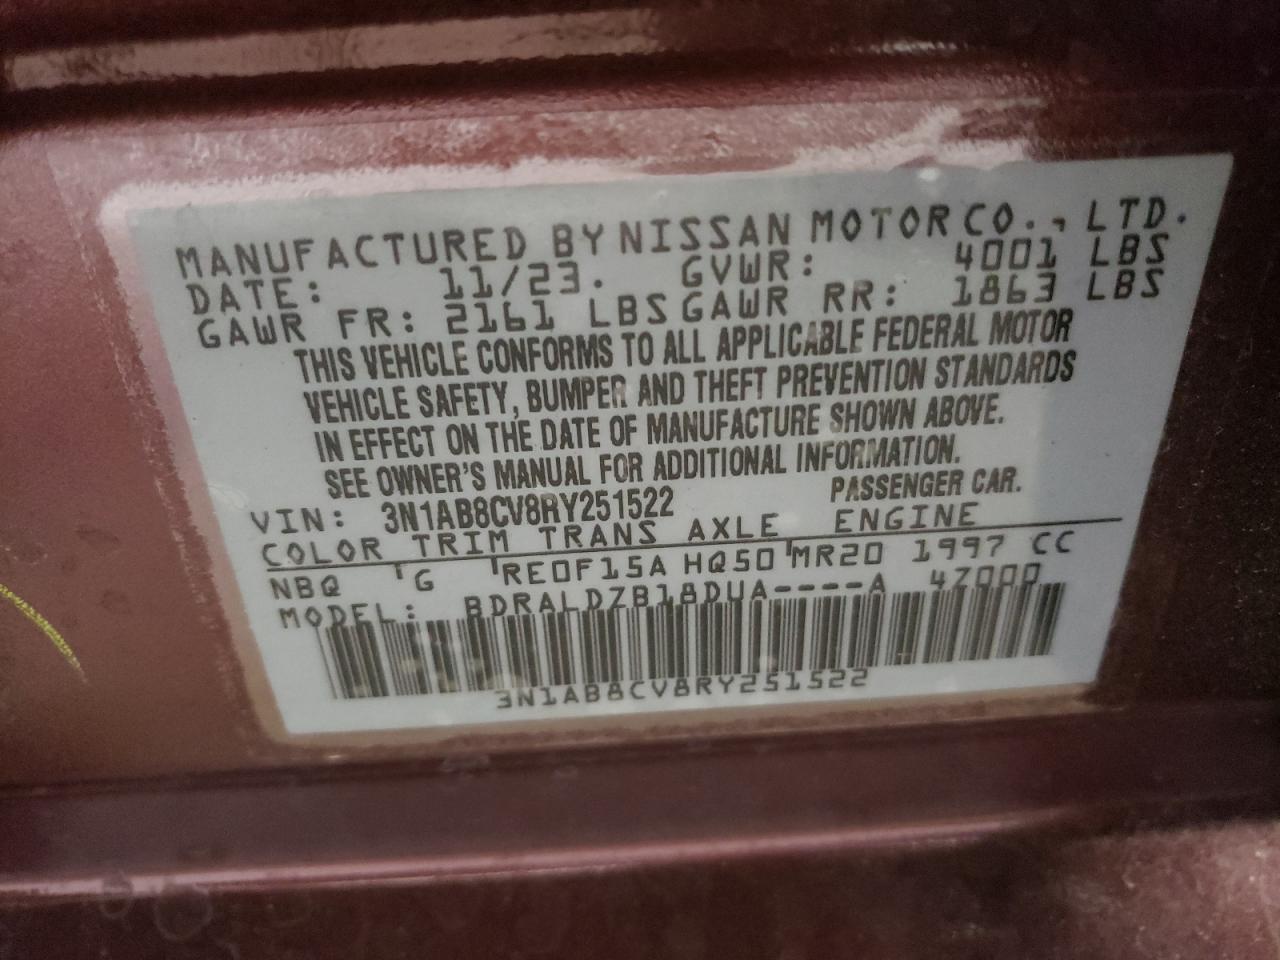 MANUFACTURED BY NISSAN MOTOR CO., LTD.
DATE: 11/23. GVWR: 4001 LBS
GAWR FR: 2161 LBS GAWR RR: 1863 LBS
THIS VEHICLE CONFORMS TO ALL APPLICABLE FEDERAL MOTOR
VEHICLE SAFETY, BUMPER AND THEFT PREVENTION STANDARDS
IN EFFECT ON THE DATE OF MANUFACTURE SHOWN ABOVE.
SEE OWNER'S MANUAL FOR ADDITIONAL INFORMATION.
VIN: 3N1AB8CV8RY251522 PASSENGER CAR.
COLOR TRIM TRANS AXLE ENGINE
NBQ G RE0F15A HQ50 MR20 1997 CC
MODEL: BDRALDZB18DUA----A 4Z000
3N1AB8CV8RY251522